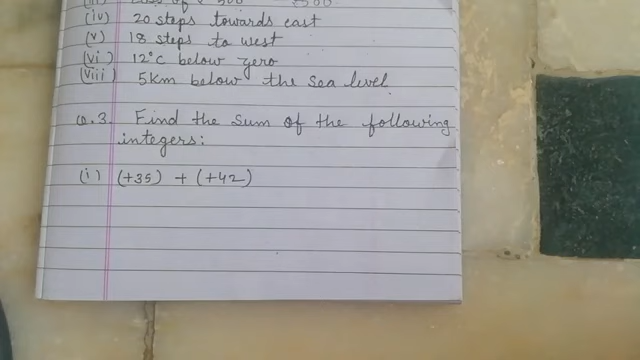 (iv) 20 steps towards east
(v) 18 steps to west
(vi) 12°c below zero
(viii) 5km below the sea level
Q.3. Find the sum of the following
integers:
(i) (+35) + (+42)